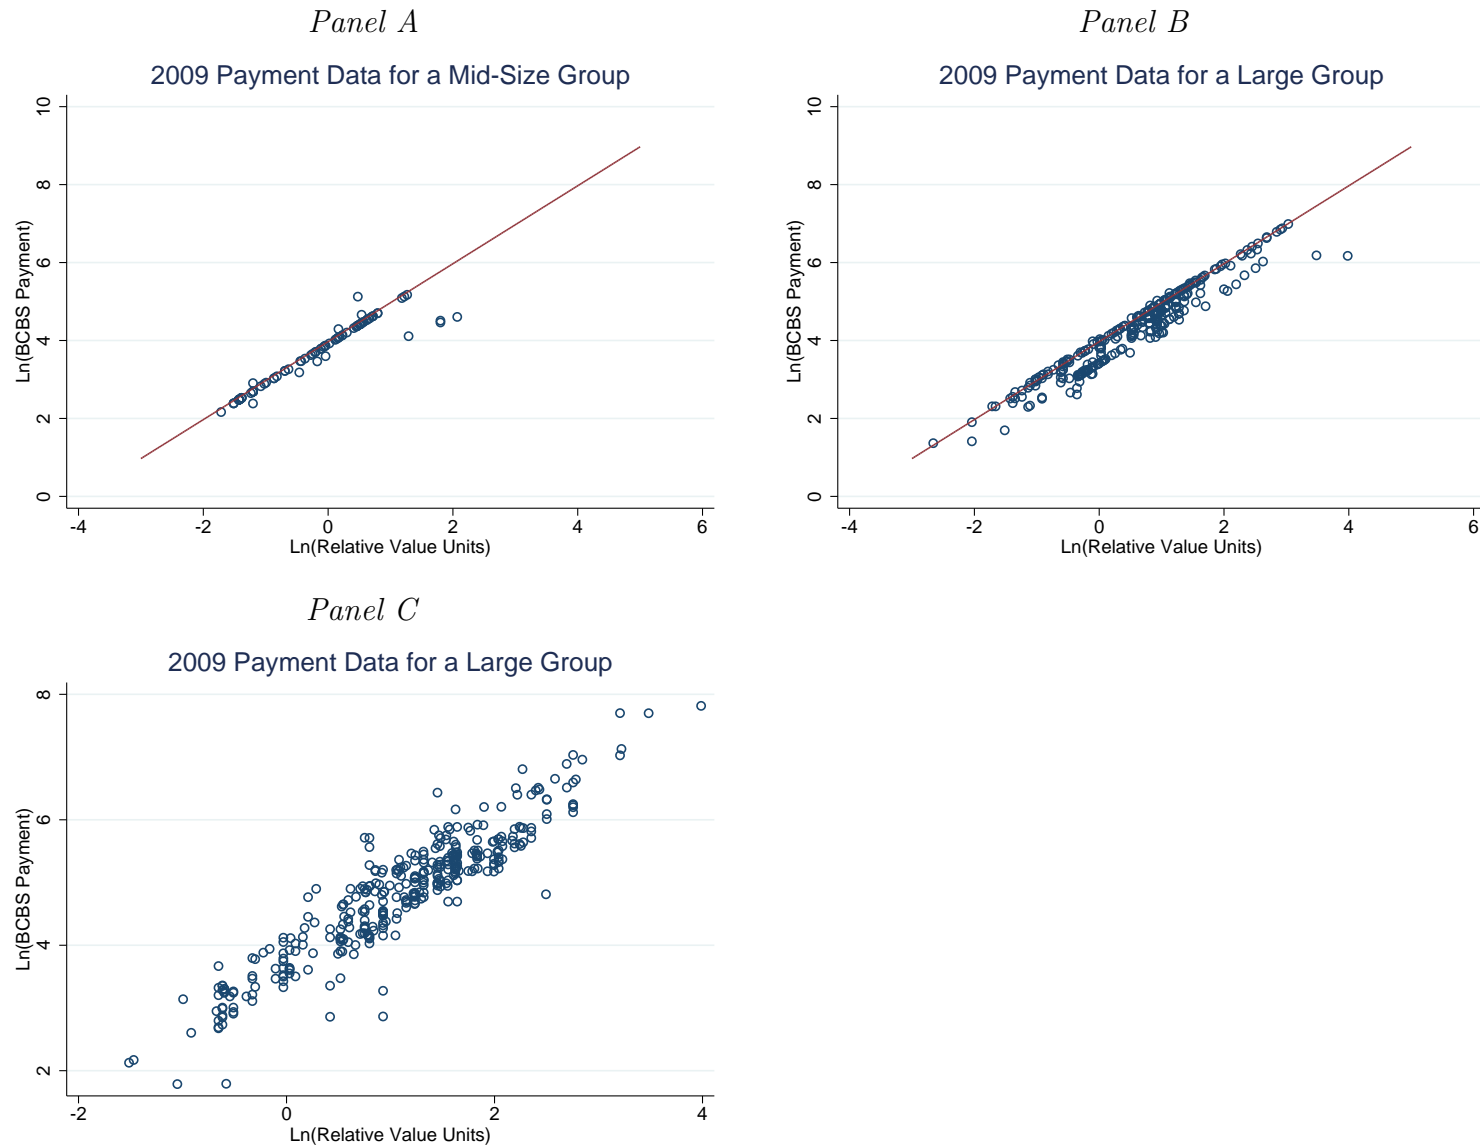 Panel A
2009 Payment Data for a Mid-Size Group
Ln(BCBS Payment)
10
8
6
4
2
0
-4 -2 0 2 4 6
Ln(Relative Value Units)
Panel B
2009 Payment Data for a Large Group
Ln(BCBS Payment)
10
8
6
4
2
0
-4 -2 0 2 4 6
Ln(Relative Value Units)
Panel C
2009 Payment Data for a Large Group
Ln(BCBS Payment)
8
6
4
2
-2 0 2 4
Ln(Relative Value Units)